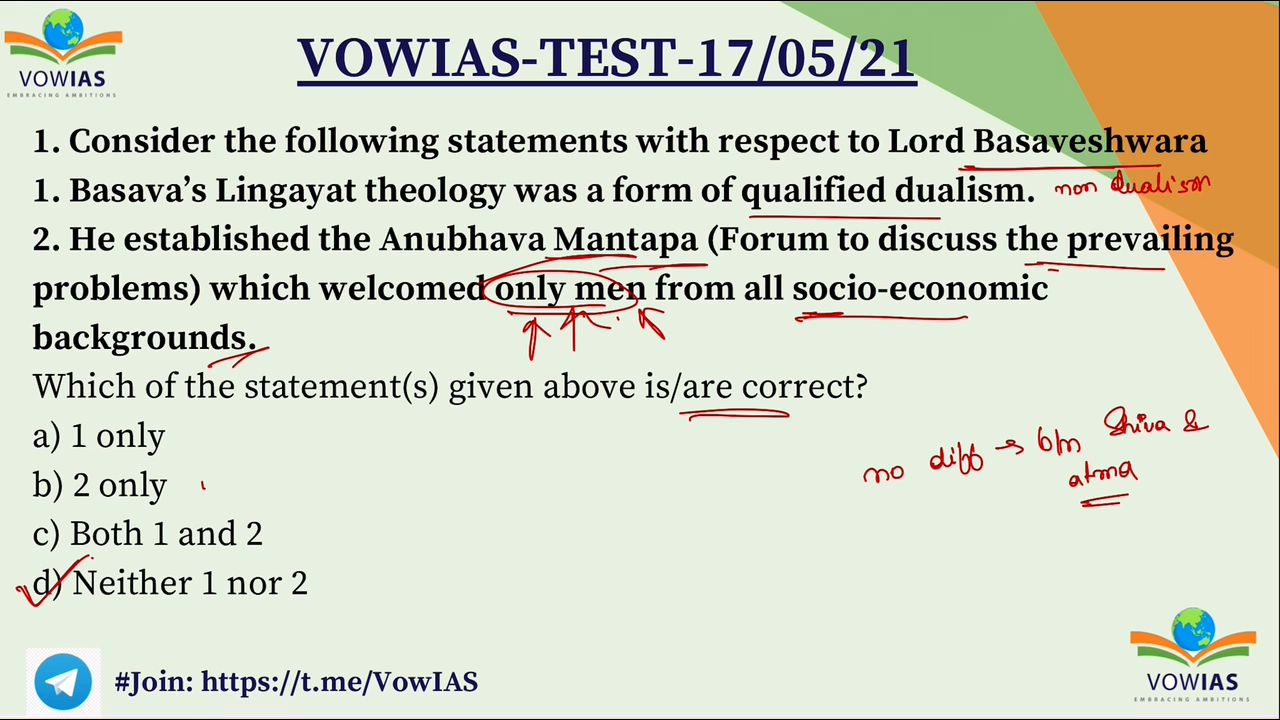 VOWIAS
EMBRACING AMBITIONS
VOWIAS-TEST-17/05/21
1. Consider the following statements with respect to Lord Basaveshwara
1. Basava’s Lingayat theology was a form of qualified dualism. non dualism
2. He established the Anubhava Mantapa (Forum to discuss the prevailing
problems) which welcomed only men from all socio-economic
backgrounds.
Which of the statement(s) given above is/are correct?
a) 1 only
b) 2 only
c) Both 1 and 2
d) Neither 1 nor 2
no diff → b/n Shiva &
atma
#Join: https://t.me/VowIAS
VOWIAS
EMBRACING AMBITIONS